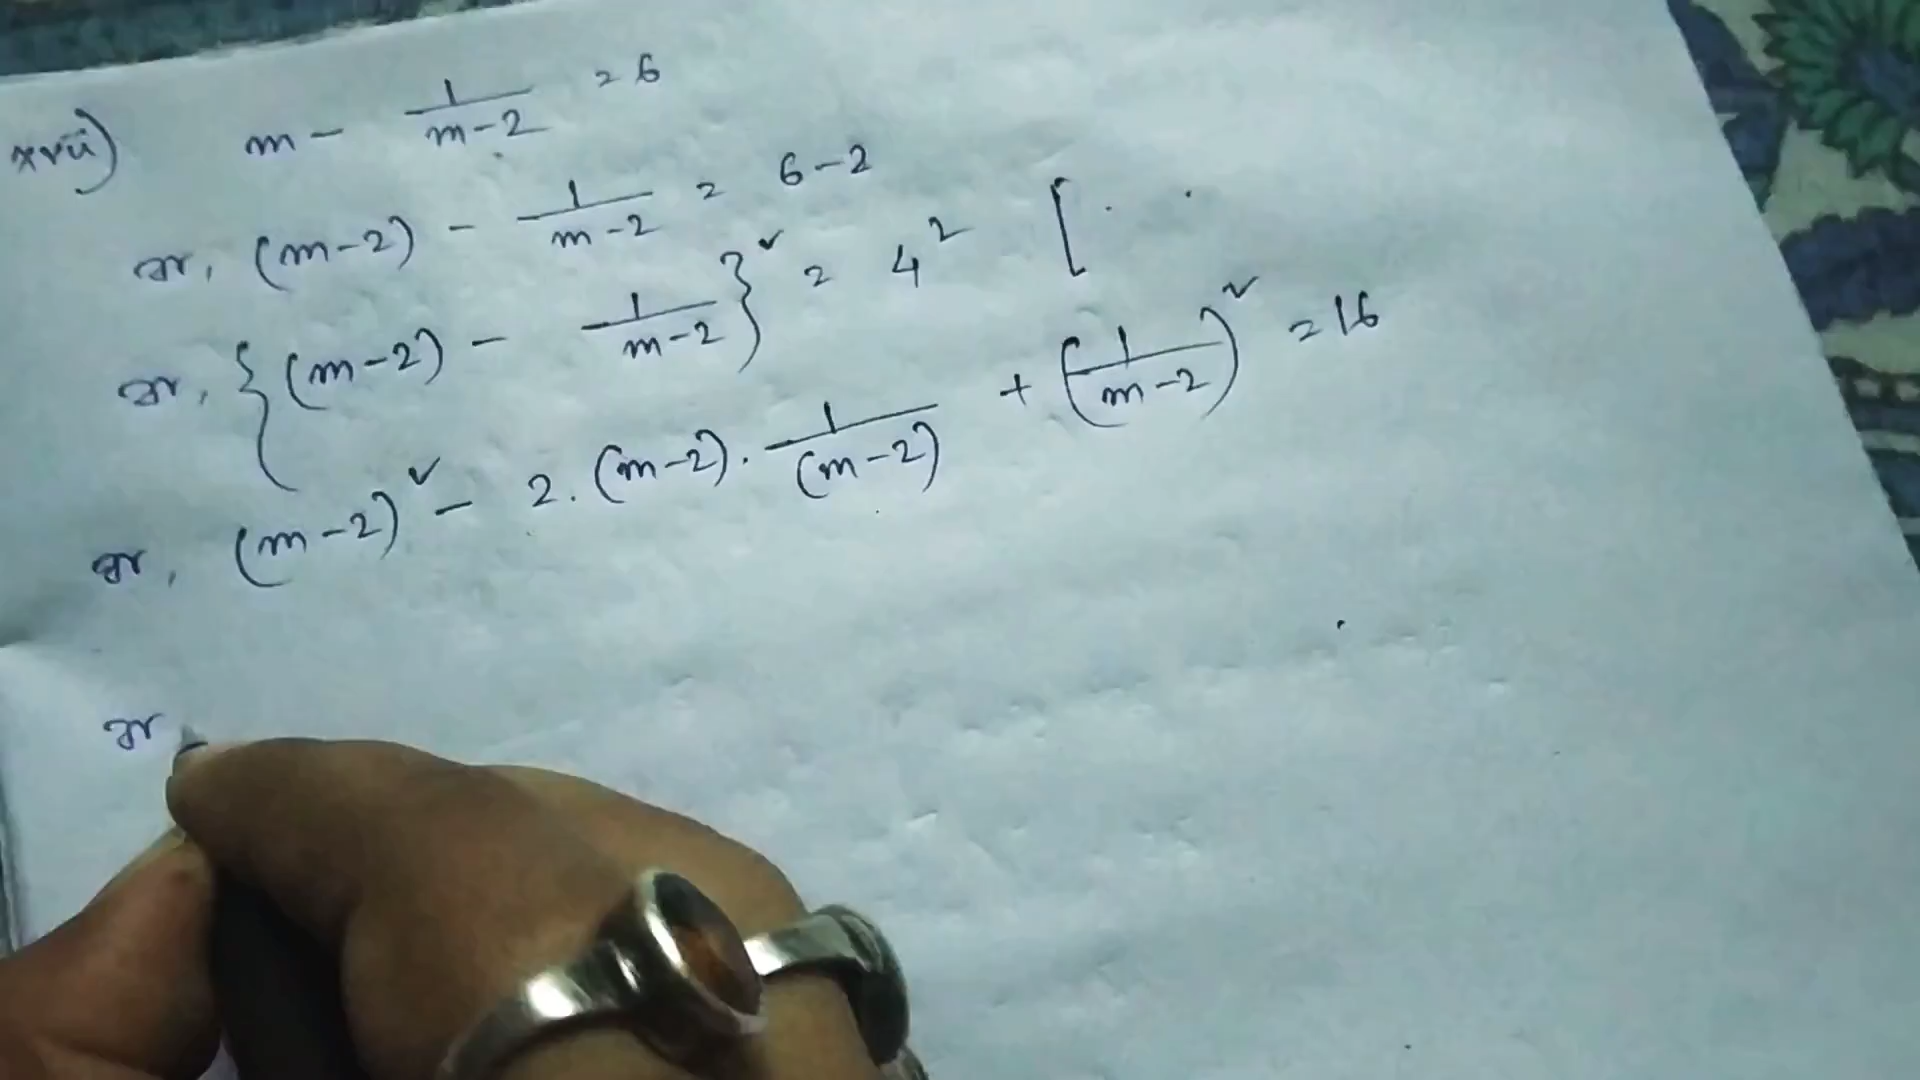 xvii) m - 1/(m-2) = 6
বা, (m-2) - 1/(m-2) = 6-2
বা, {(m-2) - 1/(m-2)}² = 4² [
বা, (m-2)² - 2.(m-2).1/(m-2) + (1/(m-2))² = 16
বা